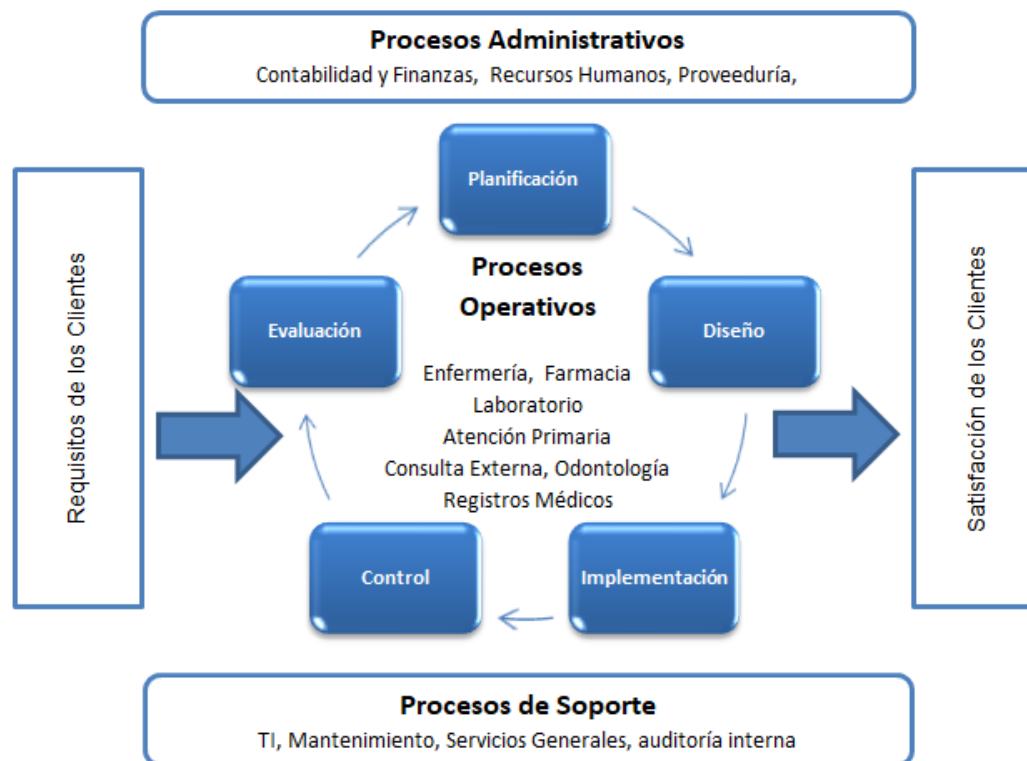 Procesos Administrativos
Contabilidad y Finanzas, Recursos Humanos, Proveeduría,
Requisitos de los Clientes
Planificación
Evaluación
Procesos
Operativos
Diseño
Enfermería, Farmacia
Laboratorio
Atención Primaria
Consulta Externa, Odontología
Registros Médicos
Control
Implementación
Satisfacción de los Clientes
Procesos de Soporte
TI, Mantenimiento, Servicios Generales, auditoría interna